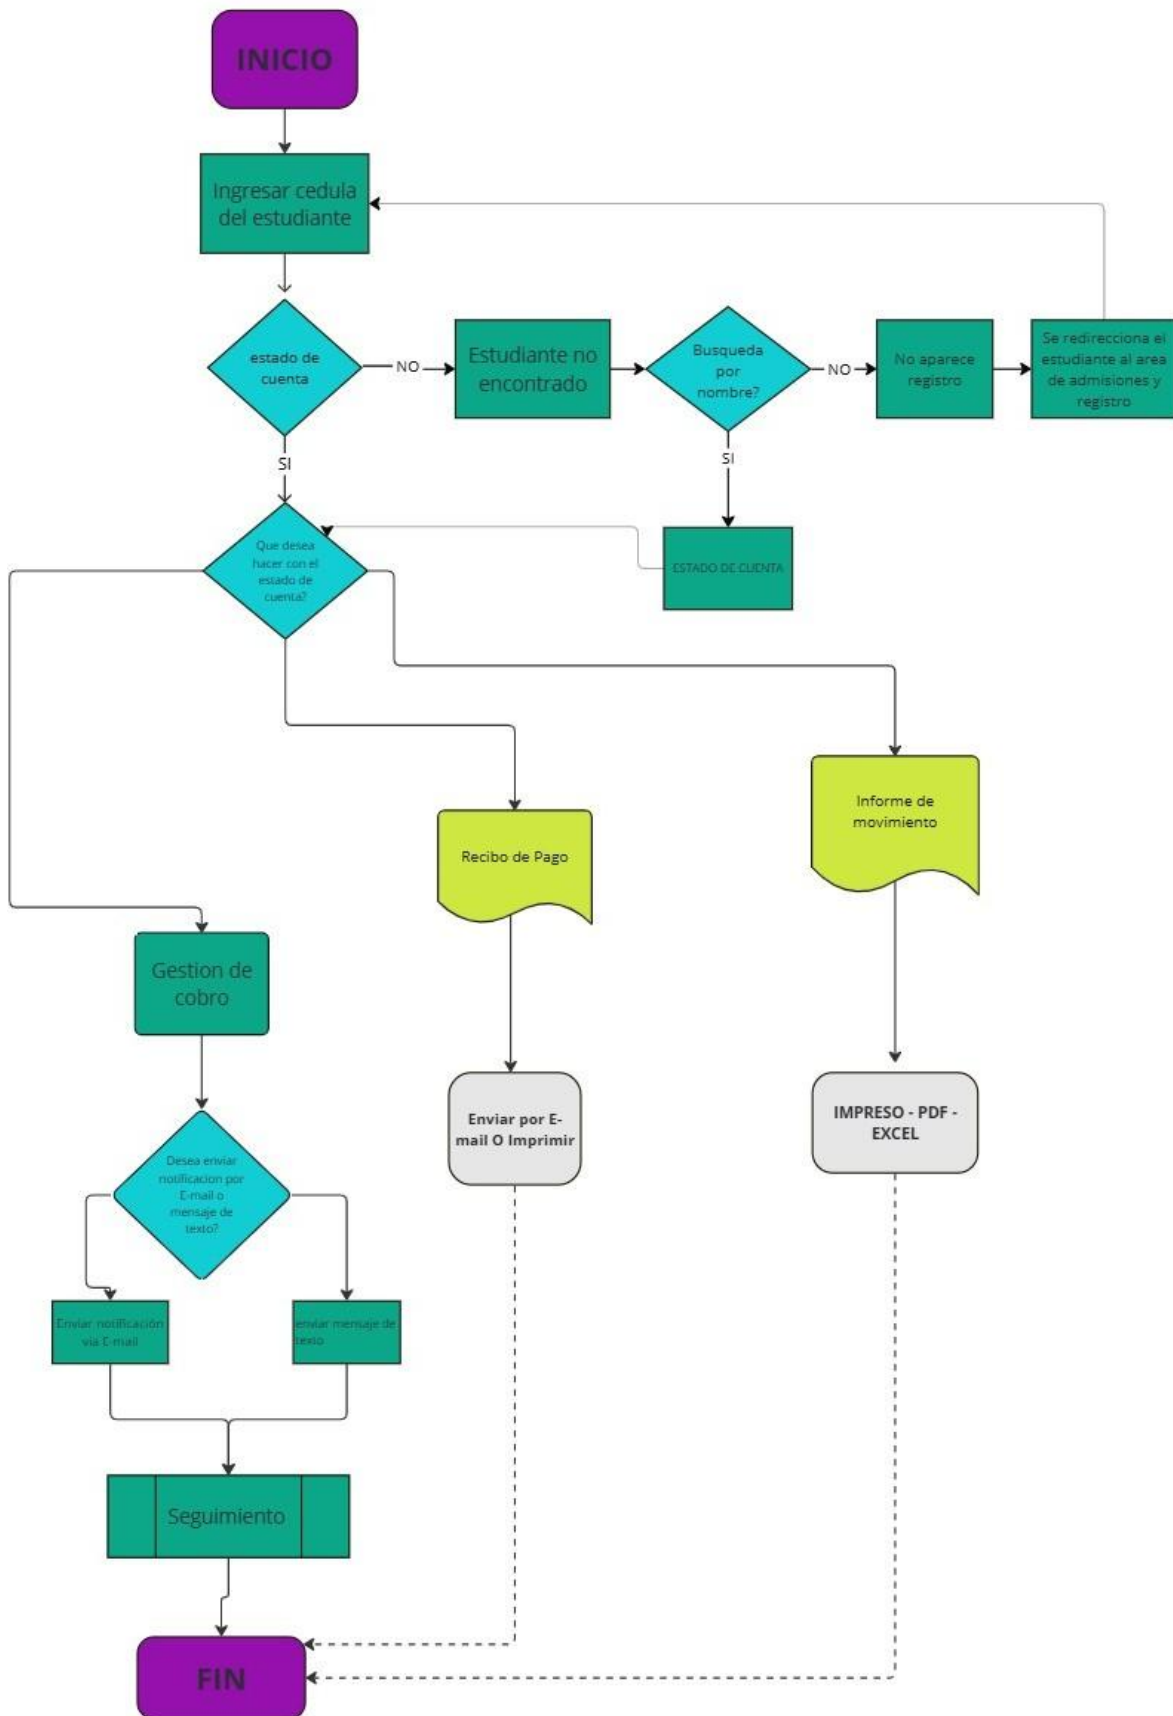 INICIO
Ingresar cedula
del estudiante
estado de
cuenta
NO
Estudiante no
encontrado
Busqueda
por
nombre?
NO
No aparece
registro
Se redirecciona el
estudiante al area
de admisiones y
registro
SI
SI
Que desea
hacer con el
estado de
cuenta?
ESTADO DE CUENTA
Informe de
movimiento
Recibo de Pago
Gestion de
cobro
Enviar por E-
mail O Imprimir
IMPRESO - PDF -
EXCEL
Desea enviar
notificacion por
E-mail o
mensaje de
texto?
Enviar notificación
via E-mail
enviar mensaje de
texto
Seguimiento
FIN